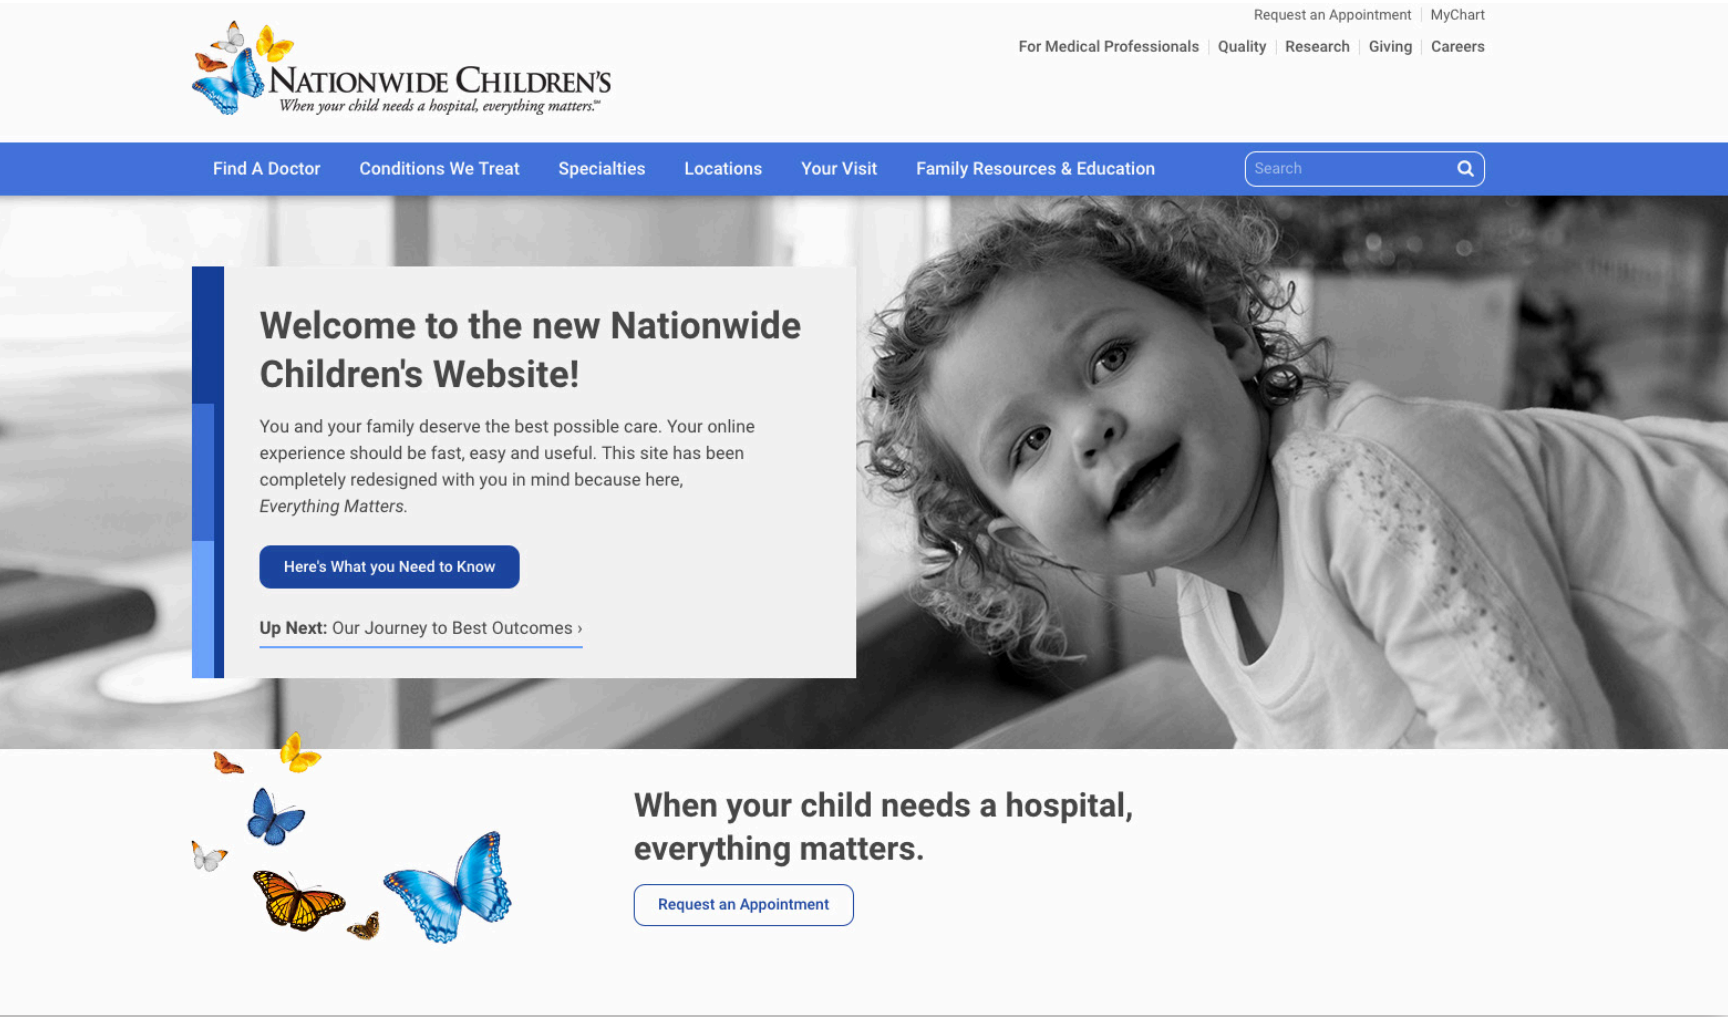 Request an Appointment
MyChart
For Medical Professionals
Quality
Research
Giving
Careers
NATIONWIDE CHILDREN'S
When your child needs a hospital, everything matters.℠
Find A Doctor
Conditions We Treat
Specialties
Locations
Your Visit
Family Resources & Education
Search
Welcome to the new Nationwide
Children's Website!
You and your family deserve the best possible care. Your online
experience should be fast, easy and useful. This site has been
completely redesigned with you in mind because here,
Everything Matters.
Here's What you Need to Know
Up Next: Our Journey to Best Outcomes ›
When your child needs a hospital,
everything matters.
Request an Appointment